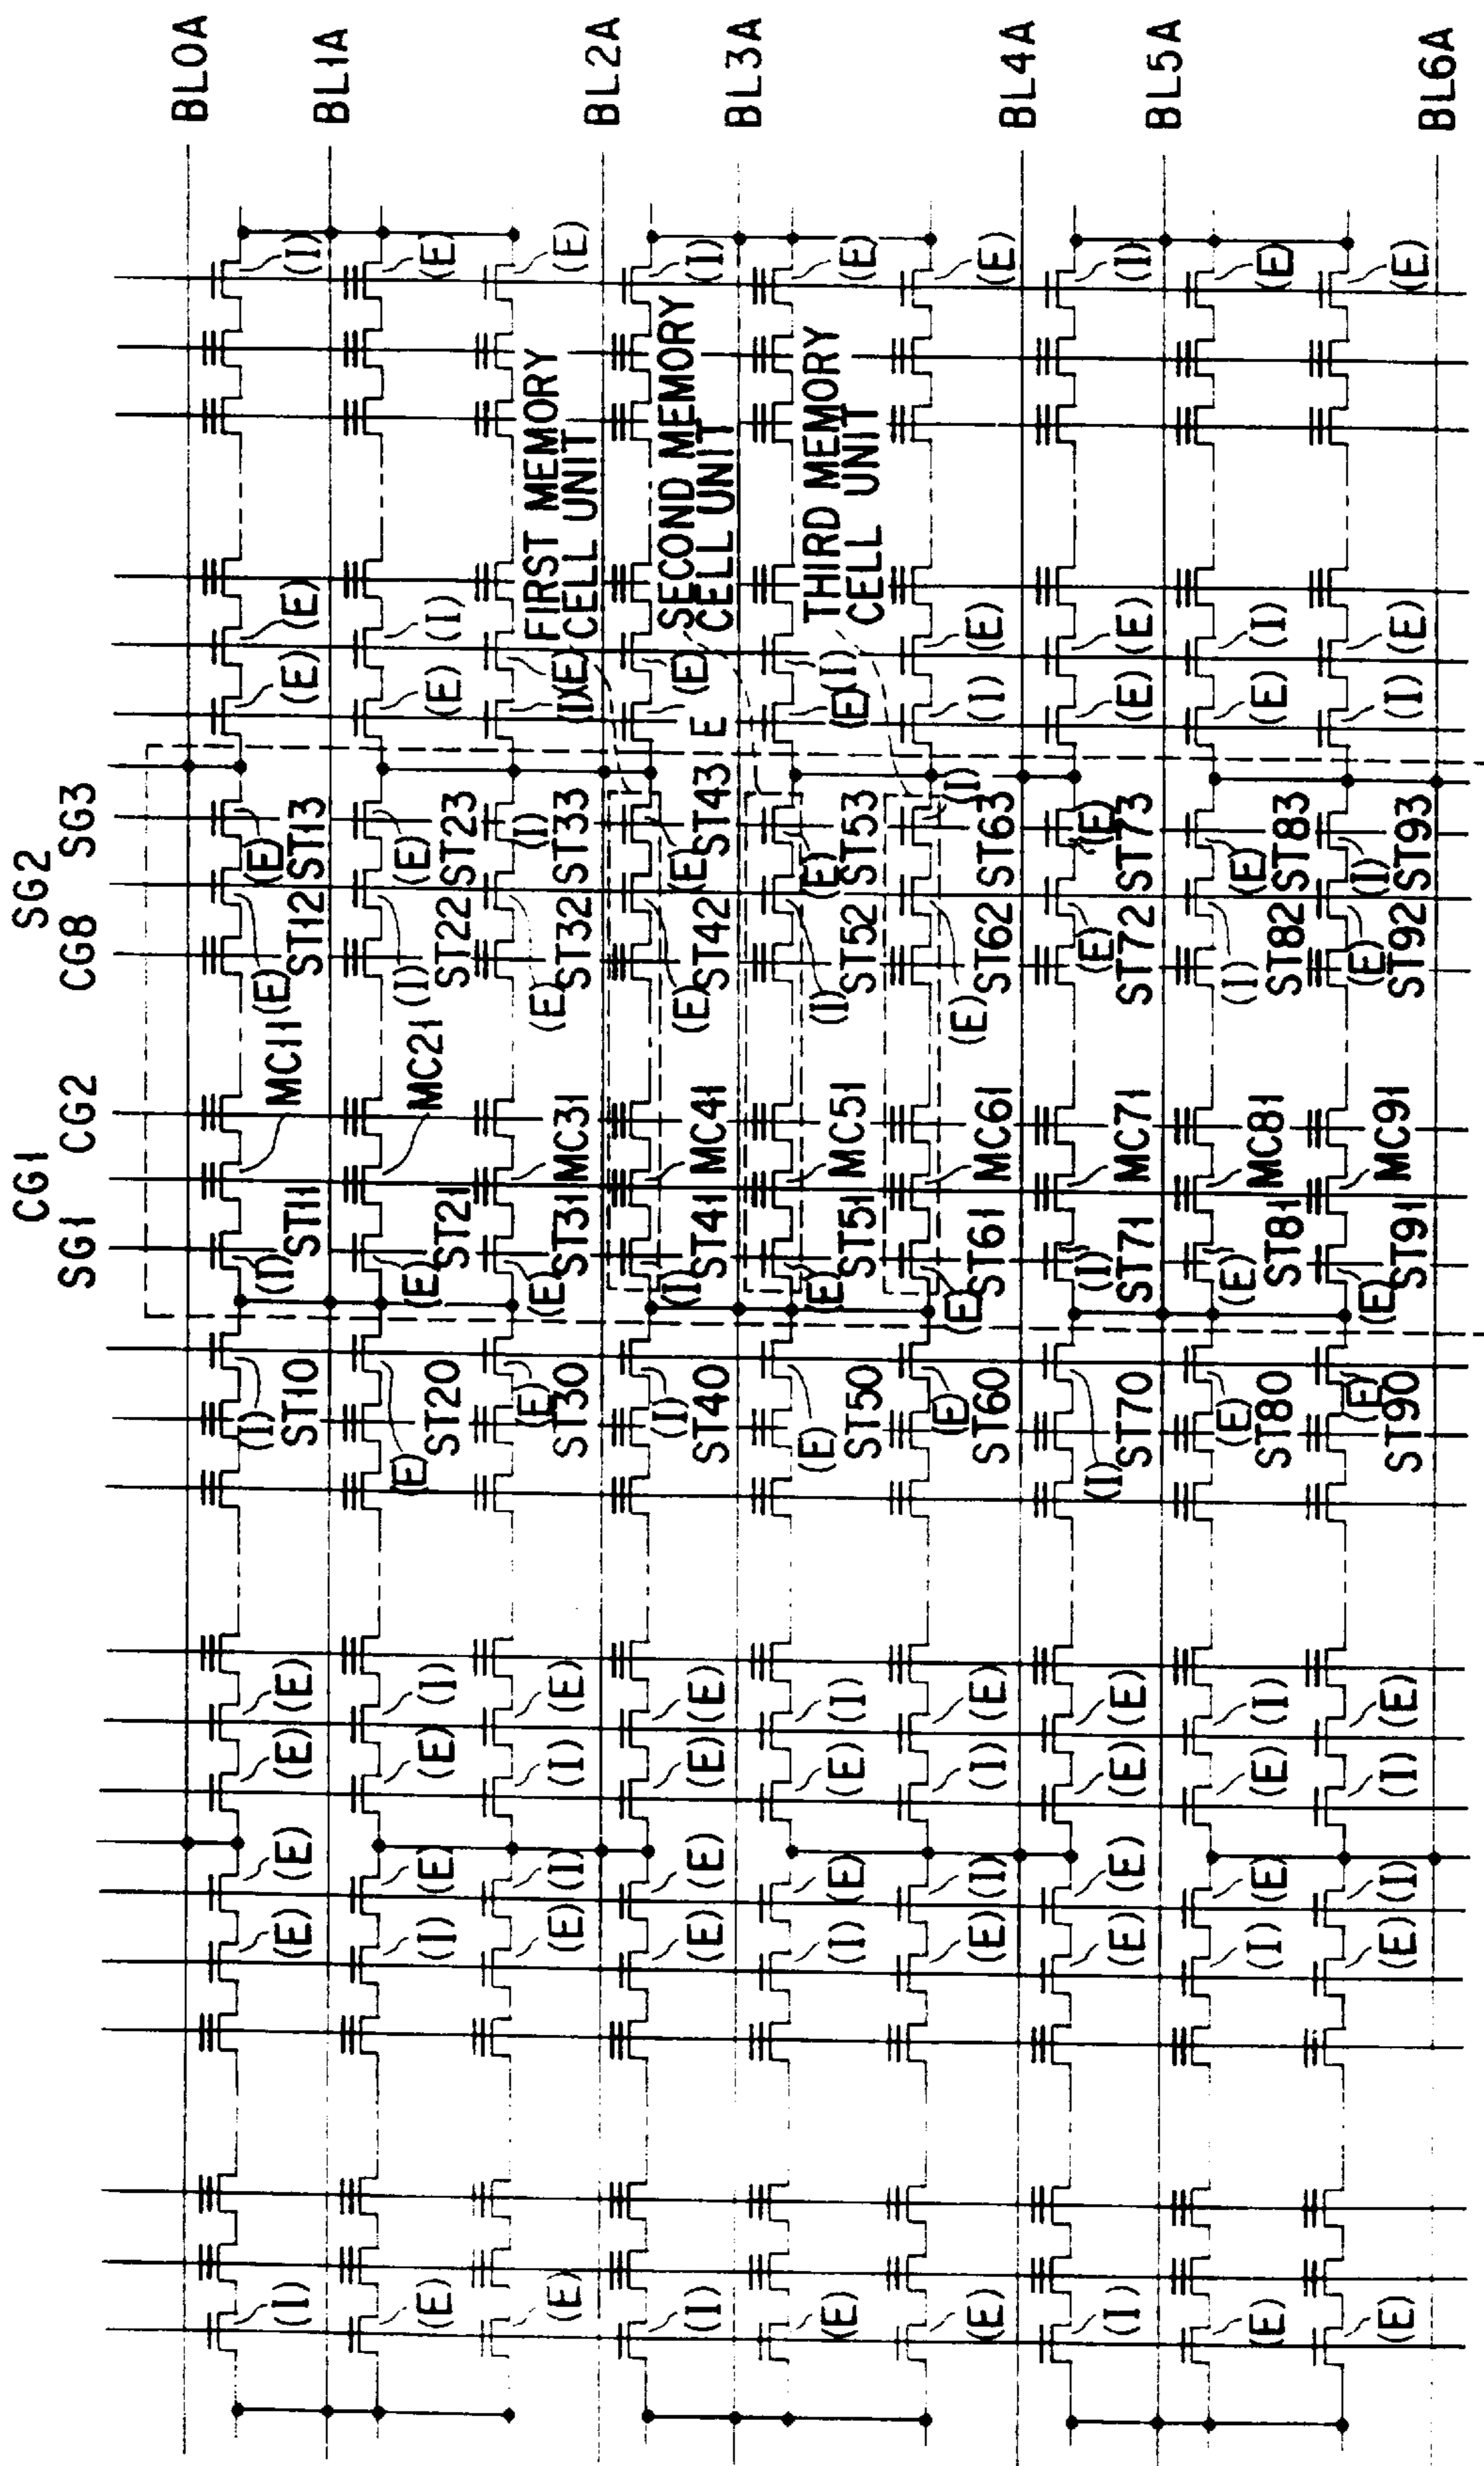 BL0A
BL1A
BL2A
BL3A
BL4A
BL5A
BL6A
SG1
CG1
CG2
CG8
SG2
SG3
FIRST MEMORY
CELL UNIT
SECOND MEMORY
CELL UNIT
THIRD MEMORY
CELL UNIT
(I) (E) (E) (E) (E) (I) ST10 (I) ST11 MC11 (E) ST12 (E) ST13 (E) (E) (I)
(E) (I) (E) (E) (I) (E) ST20 (E) ST21 MC21 (I) ST22 (E) ST23 (E) (I) (E)
(E) (E) (I) (I) (E) (E) ST30 (E) ST31 MC31 (E) ST32 (I) ST33 (I) (E) (E)
(I) (E) (E) (E) (E) (I) ST40 (I) ST41 MC41 (E) ST42 (E) ST43 E (E) (I)
(E) (I) (E) (E) (I) (E) ST50 (E) ST51 MC51 (I) ST52 (E) ST53 (E) (I) (E)
(E) (E) (I) (I) (E) (E) ST60 (E) ST61 MC61 (E) ST62 (I) ST63 (I) (E) (E)
(I) (E) (E) (E) (E) (I) ST70 (I) ST71 MC71 (E) ST72 (E) ST73 (E) (E) (I)
(E) (I) (E) (E) (I) (E) ST80 (E) ST81 MC81 (I) ST82 (E) ST83 (E) (I) (E)
(E) (E) (I) (I) (E) (E) ST90 (E) ST91 MC91 (E) ST92 (I) ST93 (I) (E) (E)